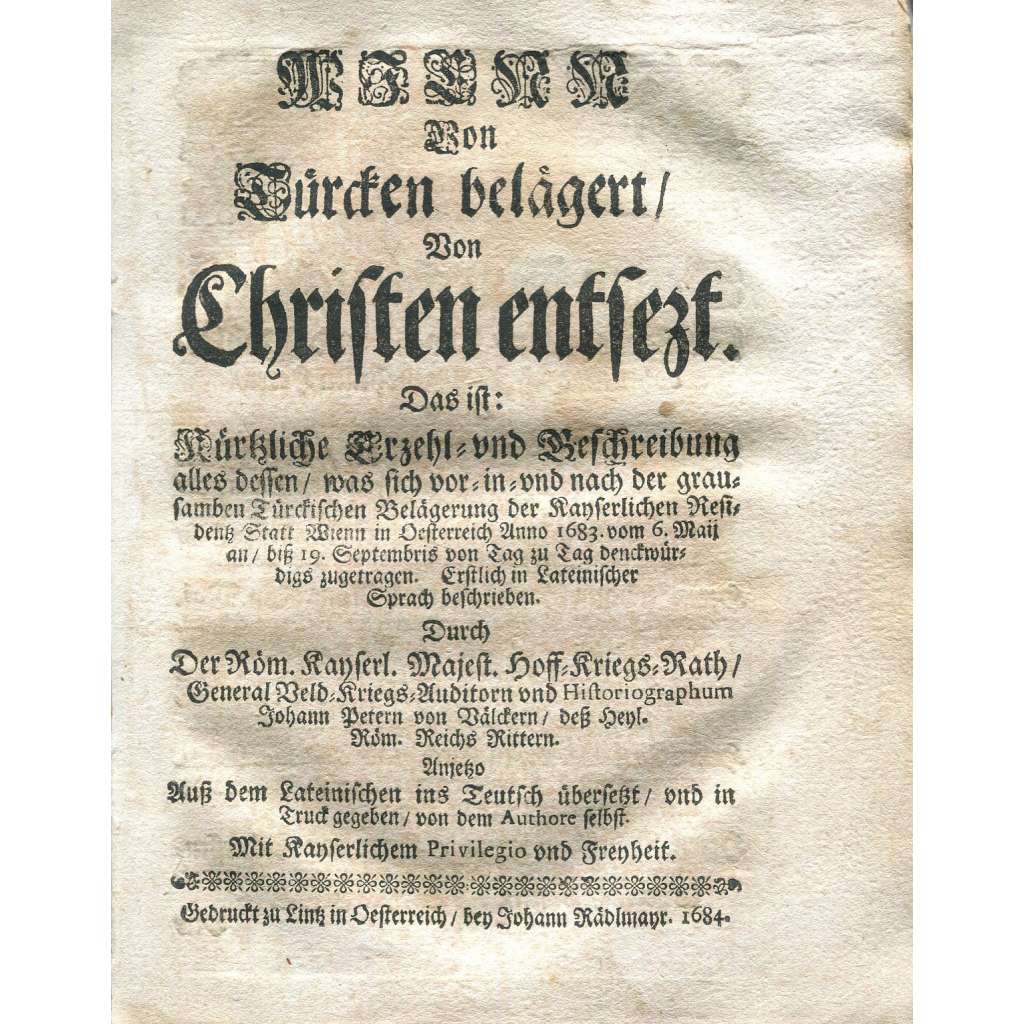 WIENN
Von
Türcken belägert/
Von
Christen entsezt.
Das ist:
Kürtzliche Erzehl-vnd Beschreibung
alles dessen/ was sich vor-in-vnd nach der grau-
samben Türckischen Belägerung der Kayserlichen Resi-
dentz Statt Wienn in Oesterreich Anno 1683. vom 6. Maij
an/ biß 19. Septembris von Tag zu Tag denckwür-
digs zugetragen. Erstlich in Lateinischer
Sprach beschrieben.
Durch
Der Röm. Kayserl. Majest. Hoff-Kriegs-Rath/
General Veld-Kriegs-Auditorn vnd Historiographum
Johann Petern von Välckern/ deß Heyl.
Röm. Reichs Rittern.
Anjetzo
Auß dem Lateinischen ins Teutsch übersetzt/ vnd in
Truck gegeben/ von dem Authore selbst.
Mit Kayserlichem Privilegio vnd Freyheit.
Gedruckt zu Lintz in Oesterreich/ bey Johann Rädlmayr. 1684.